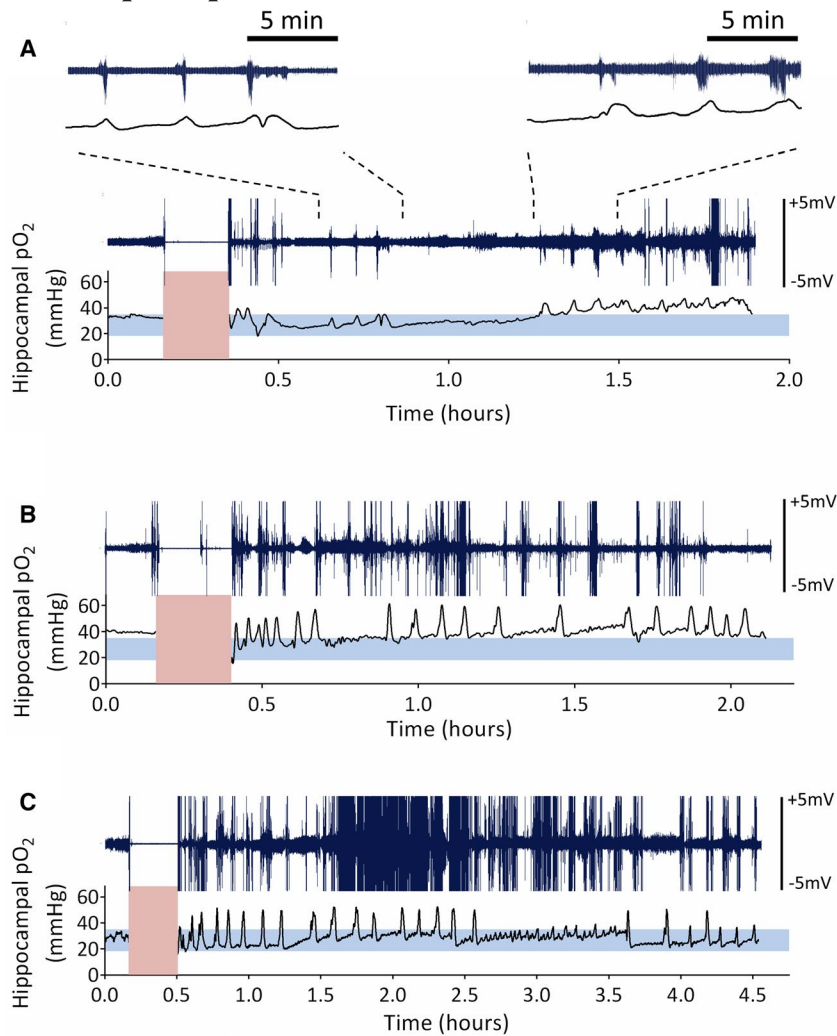 5 min
5 min
A
+5mV
-5mV
Hippocampal pO2
(mmHg)
60
40
20
0
0.0 0.5 1.0 1.5 2.0
Time (hours)
B
+5mV
-5mV
Hippocampal pO2
(mmHg)
60
40
20
0
0.0 0.5 1.0 1.5 2.0
Time (hours)
C
+5mV
-5mV
Hippocampal pO2
(mmHg)
60
40
20
0
0.0 0.5 1.0 1.5 2.0 2.5 3.0 3.5 4.0 4.5
Time (hours)